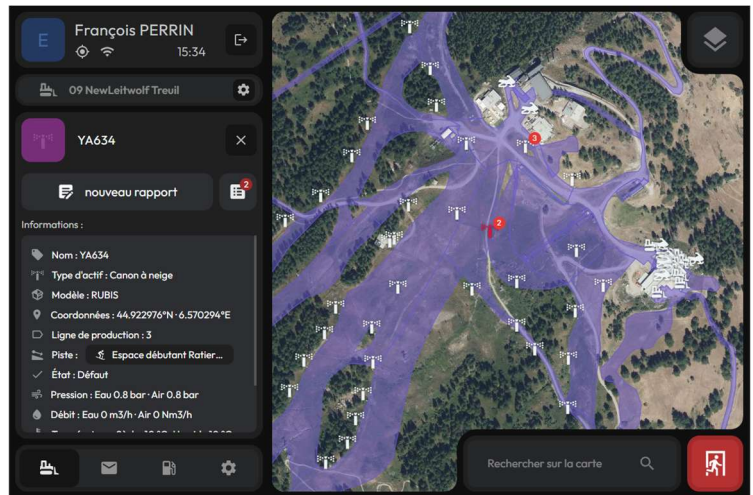 E
François PERRIN
15:34
09 NewLeitwolf Treuil
YA634
nouveau rapport
2
Informations :
Nom : YA634
Type d'actif : Canon à neige
Modèle : RUBIS
Coordonnées : 44.922976°N · 6.570294°E
Ligne de production : 3
Piste : Espace débutant Ratier...
État : Défaut
Pression : Eau 0.8 bar · Air 0.8 bar
Débit : Eau 0 m3/h · Air 0 Nm3/h
3
2
Rechercher sur la carte